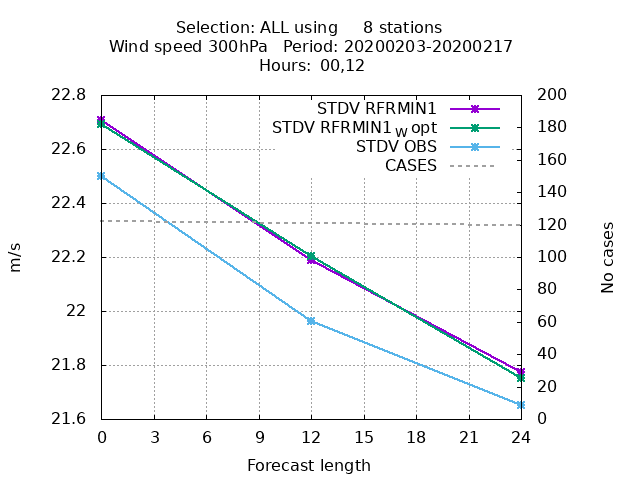 Selection: ALL using     8 stations
Wind speed 300hPa   Period: 20200203-20200217
Hours:  00,12
22.8
22.6
22.4
22.2
22
21.8
21.6
200
180
160
140
120
100
80
60
40
20
0
STDV RFRMIN1
STDV RFRMIN1 w opt
STDV OBS
CASES
m/s
No cases
0 3 6 9 12 15 18 21 24
Forecast length